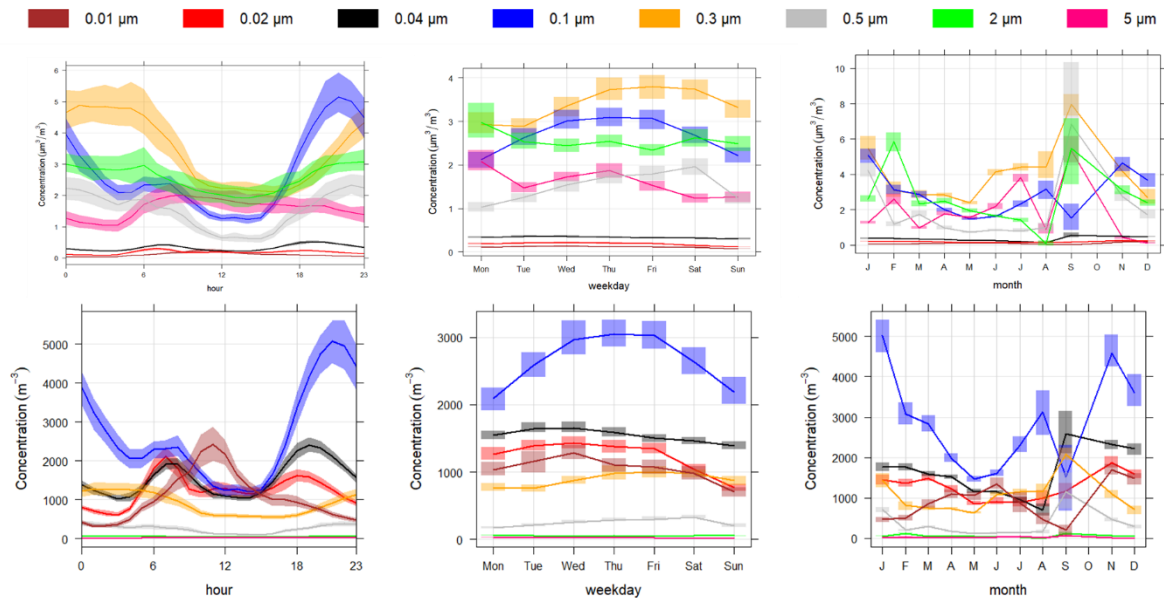 0.01 µm 0.02 µm 0.04 µm 0.1 µm 0.3 µm 0.5 µm 2 µm 5 µm
Concentration (µm³/ m³)
0 1 2 3 4 5 6
0 6 12 18 23
hour
Concentration (µm³ / m³)
0 1 2 3 4
Mon Tue Wed Thu Fri Sat Sun
weekday
Concentration (µm³ / m³)
0 2 4 6 8 10
J F M A M J J A S O N D
month
Concentration (m⁻³)
0 1000 2000 3000 4000 5000
0 6 12 18 23
hour
Concentration (m⁻³)
0 1000 2000 3000
Mon Tue Wed Thu Fri Sat Sun
weekday
Concentration (m⁻³)
0 1000 2000 3000 4000 5000
J F M A M J J A S O N D
month